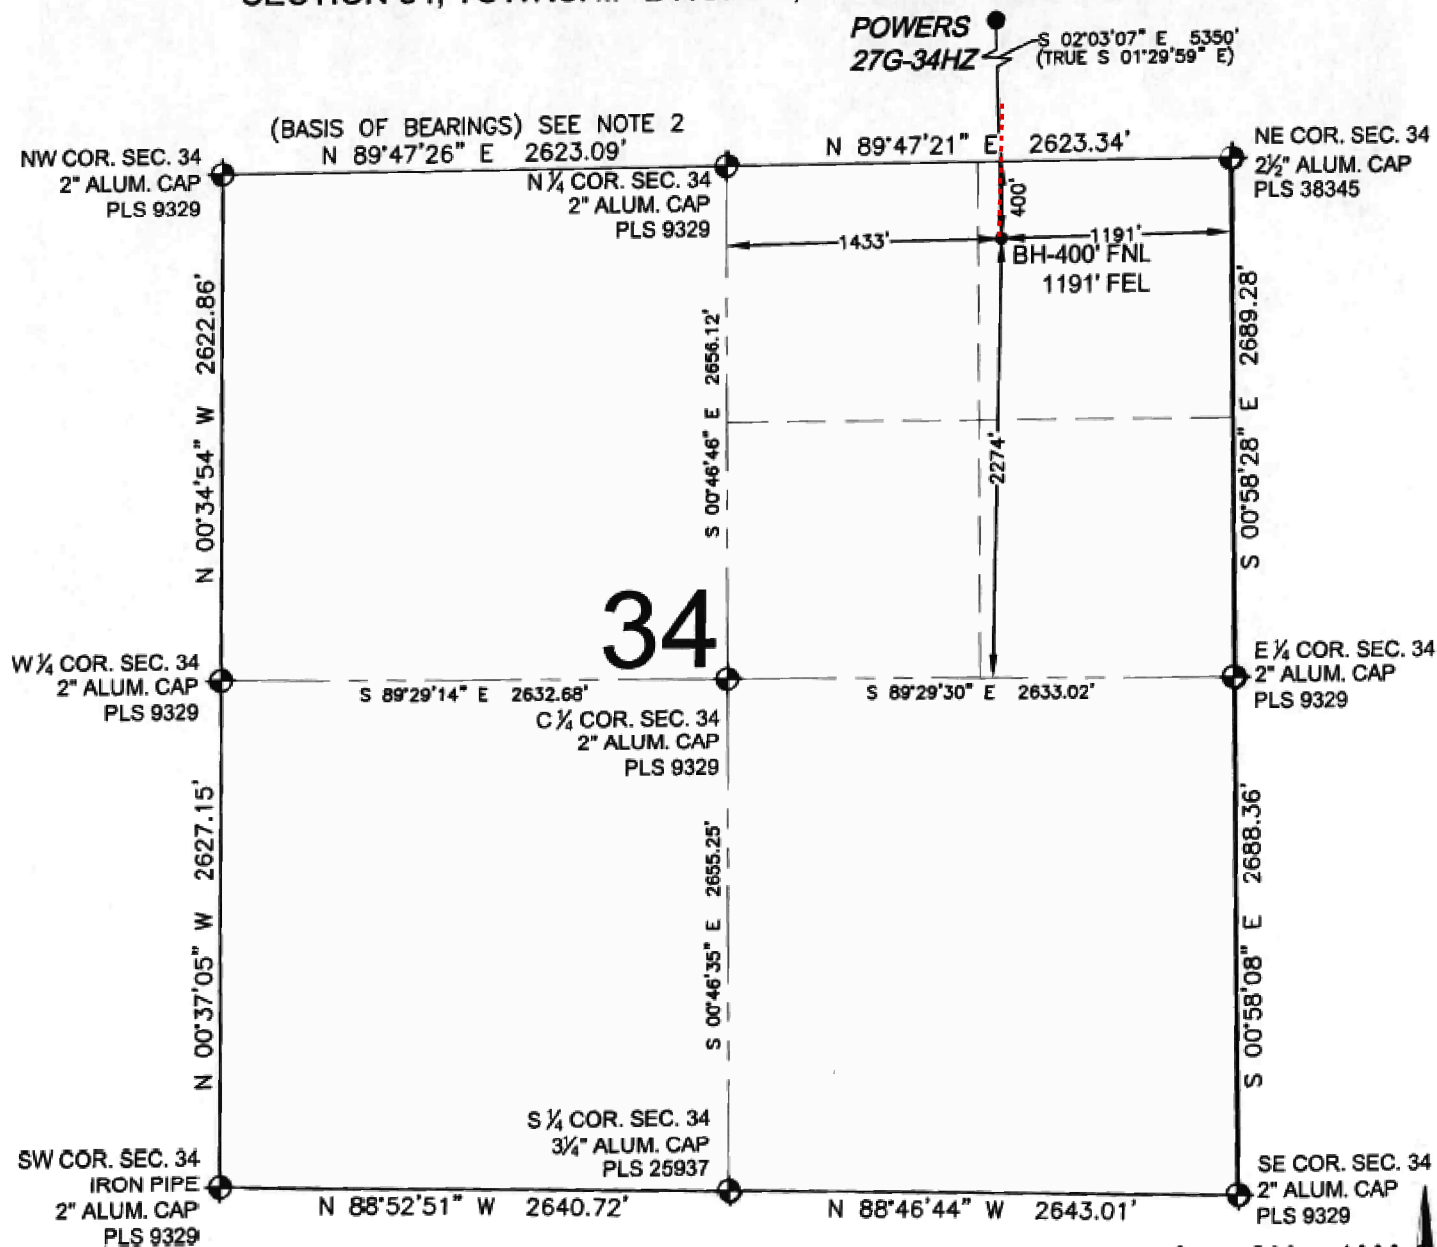 POWERS
27G-34HZ
S 02°03'07" E 5350'
(TRUE S 01°29'59" E)
(BASIS OF BEARINGS) SEE NOTE 2
N 89°47'26" E 2623.09'
N 89°47'21" E 2623.34'
NW COR. SEC. 34
2" ALUM. CAP
PLS 9329
N ¼ COR. SEC. 34
2" ALUM. CAP
PLS 9329
NE COR. SEC. 34
2½" ALUM. CAP
PLS 38345
400'
1433'
1191'
BH-400' FNL
1191' FEL
N 00°34'54" W 2622.86'
S 00°46'46" E 2656.12'
2274'
S 00°58'28" E 2689.28'
34
W ¼ COR. SEC. 34
2" ALUM. CAP
PLS 9329
S 89°29'14" E 2632.68'
S 89°29'30" E 2633.02'
E ¼ COR. SEC. 34
2" ALUM. CAP
PLS 9329
C ¼ COR. SEC. 34
2" ALUM. CAP
PLS 9329
N 00°37'05" W 2627.15'
S 00°46'35" E 2655.25'
S 00°58'08" E 2688.36'
SW COR. SEC. 34
IRON PIPE
2" ALUM. CAP
PLS 9329
S ¼ COR. SEC. 34
3¼" ALUM. CAP
PLS 25937
SE COR. SEC. 34
2" ALUM. CAP
PLS 9329
N 88°52'51" W 2640.72'
N 88°46'44" W 2643.01'